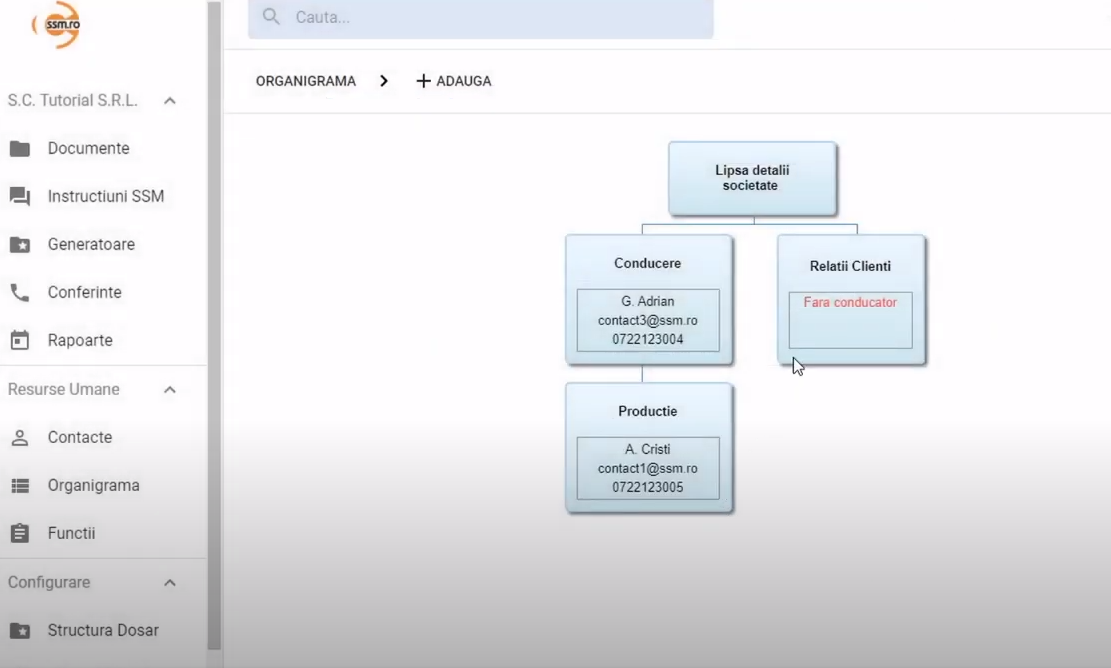 ssm.ro
Cauta...
ORGANIGRAMA
ADAUGA
S.C. Tutorial S.R.L.
Documente
Instructiuni SSM
Generatoare
Conferinte
Rapoarte
Resurse Umane
Contacte
Organigrama
Functii
Configurare
Structura Dosar
Lipsa detalii
societate
Conducere
G. Adrian
contact3@ssm.ro
0722123004
Relatii Clienti
Fara conducator
Productie
A. Cristi
contact1@ssm.ro
0722123005